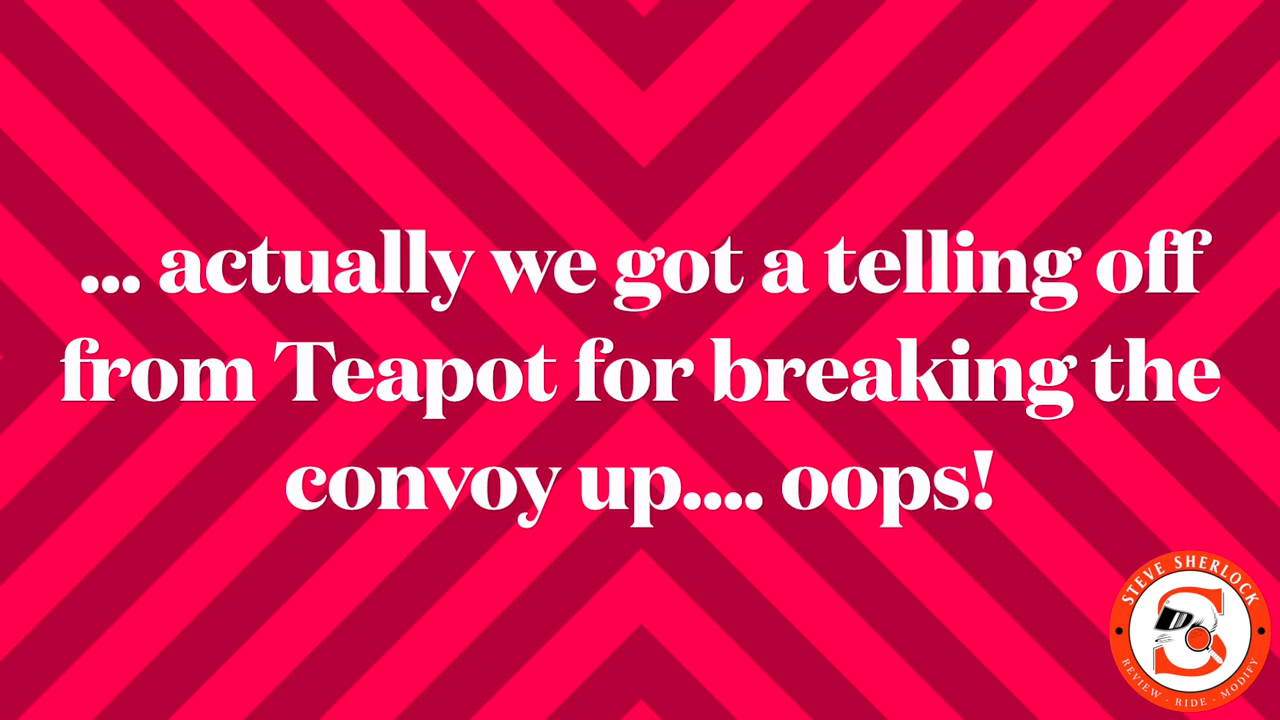 ... actually we got a telling off
from Teapot for breaking the
convoy up.... oops!
STEVE SHERLOCK
S
REVIEW - RIDE - MODIFY